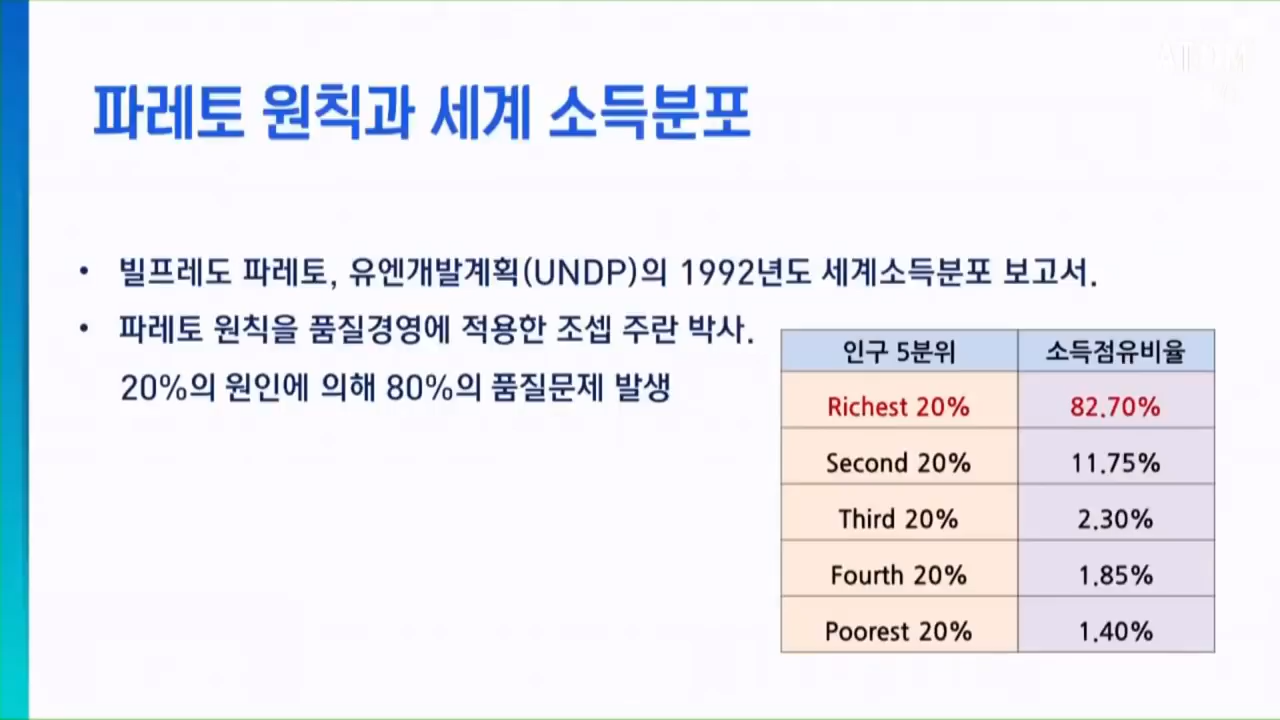 파레토 원칙과 세계 소득분포
• 빌프레도 파레토, 유엔개발계획(UNDP)의 1992년도 세계소득분포 보고서.
• 파레토 원칙을 품질경영에 적용한 조셉 주란 박사.
20%의 원인에 의해 80%의 품질문제 발생
인구 5분위 소득점유비율
Richest 20% 82.70%
Second 20% 11.75%
Third 20% 2.30%
Fourth 20% 1.85%
Poorest 20% 1.40%